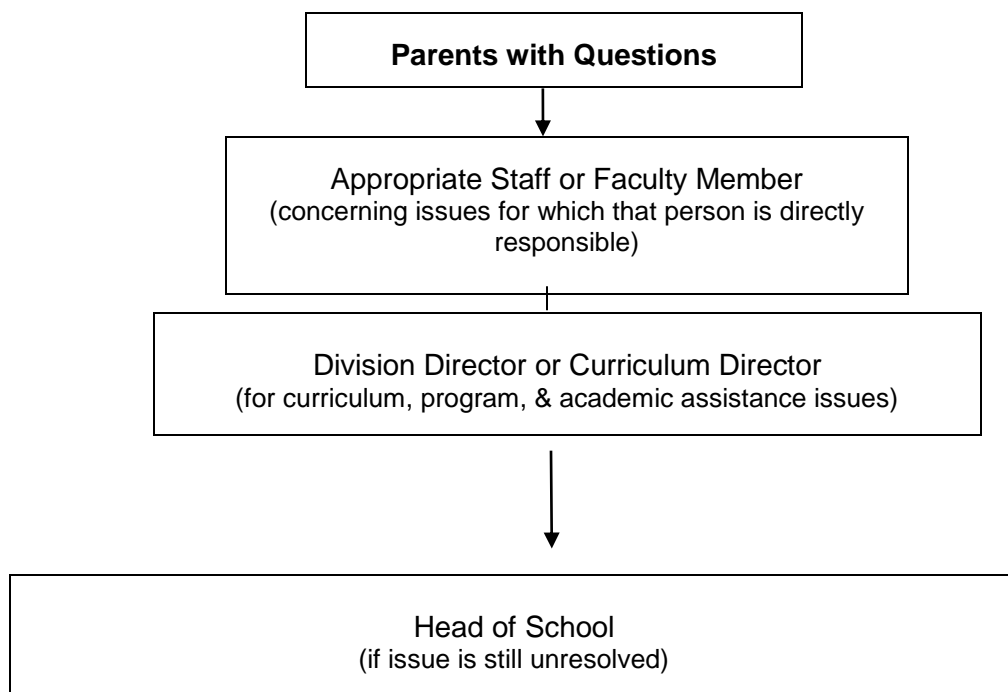 Parents with Questions
Appropriate Staff or Faculty Member
(concerning issues for which that person is directly
responsible)
Division Director or Curriculum Director
(for curriculum, program, & academic assistance issues)
Head of School
(if issue is still unresolved)